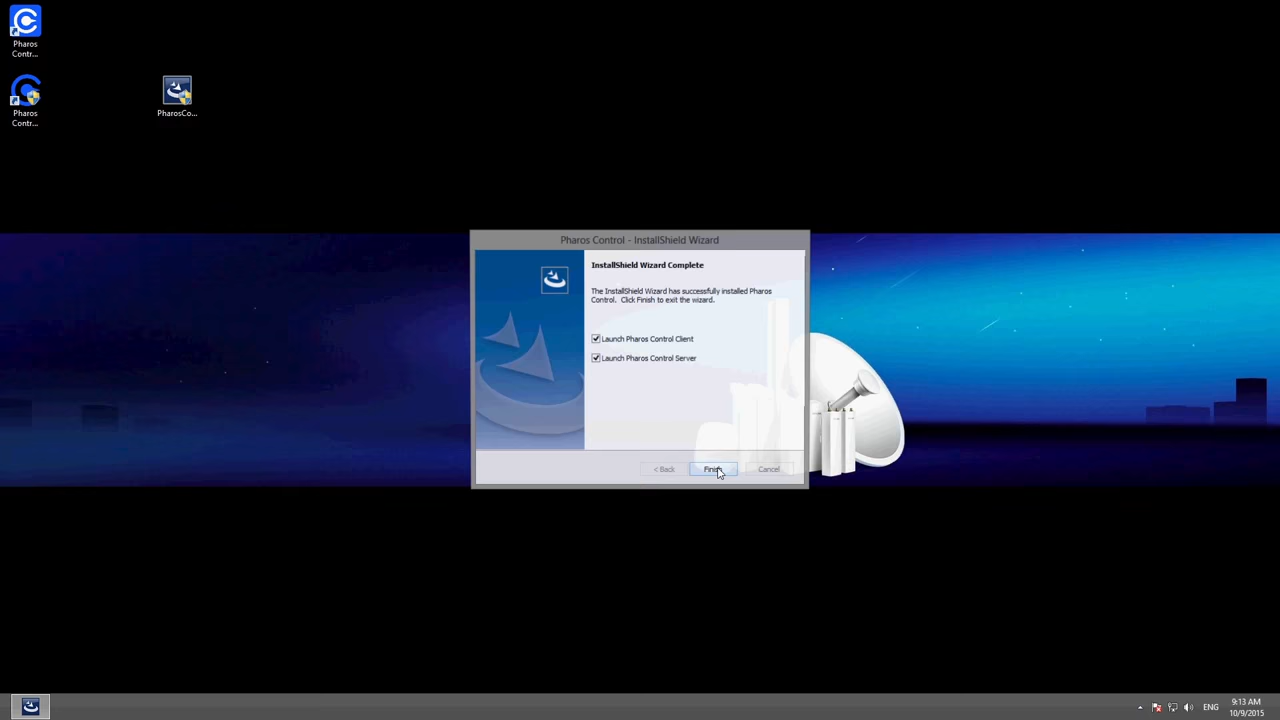 Pharos
Contr...
Pharos
Contr...
PharosCo...
Pharos Control - InstallShield Wizard
InstallShield Wizard Complete
The InstallShield Wizard has successfully installed Pharos
Control. Click Finish to exit the wizard.
Launch Pharos Control Client
Launch Pharos Control Server
< Back
Finish
Cancel
ENG
9:13 AM
10/9/2015